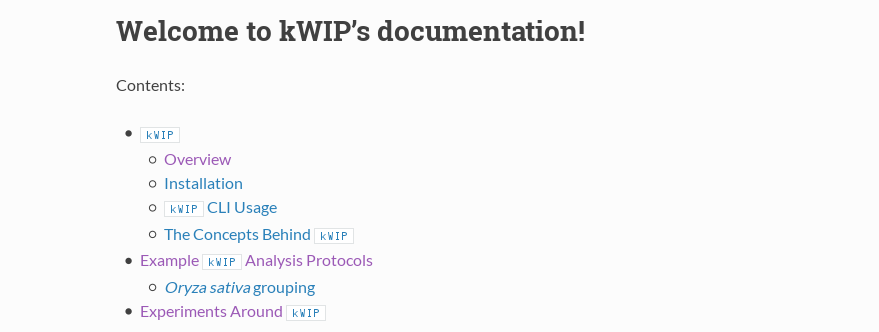 Welcome to kWIP’s documentation!
Contents:
kWIP
Overview
Installation
kWIP CLI Usage
The Concepts Behind kWIP
Example kWIP Analysis Protocols
Oryza sativa grouping
Experiments Around kWIP